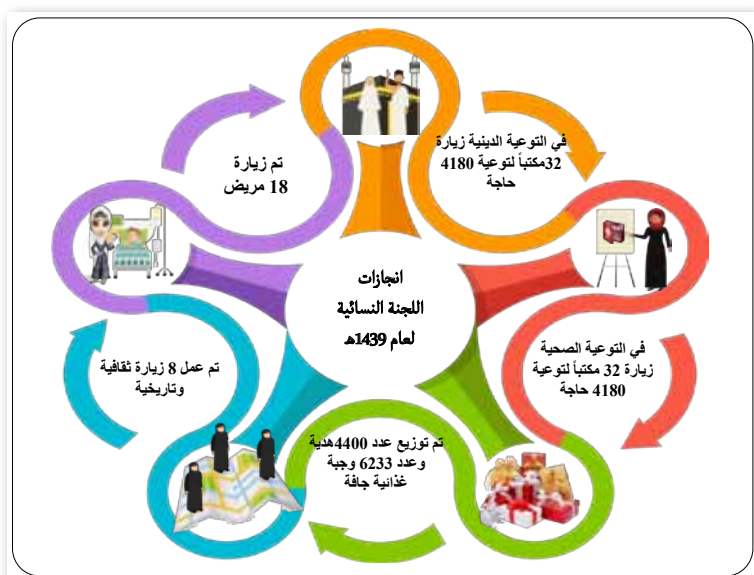 انجازات
اللجنة النسائية
لعام 1439هـ
في التوعية الدينية زيارة
32مكتباً لتوعية 4180
حاجة
في التوعية الصحية
زيارة 32 مكتباً لتوعية
4180 حاجة
تم توزيع عدد 4400هدية
وعدد 6233 وجبة
غذائية جافة
تم عمل 8 زيارة ثقافية
وتاريخية
تم زيارة
18 مريض